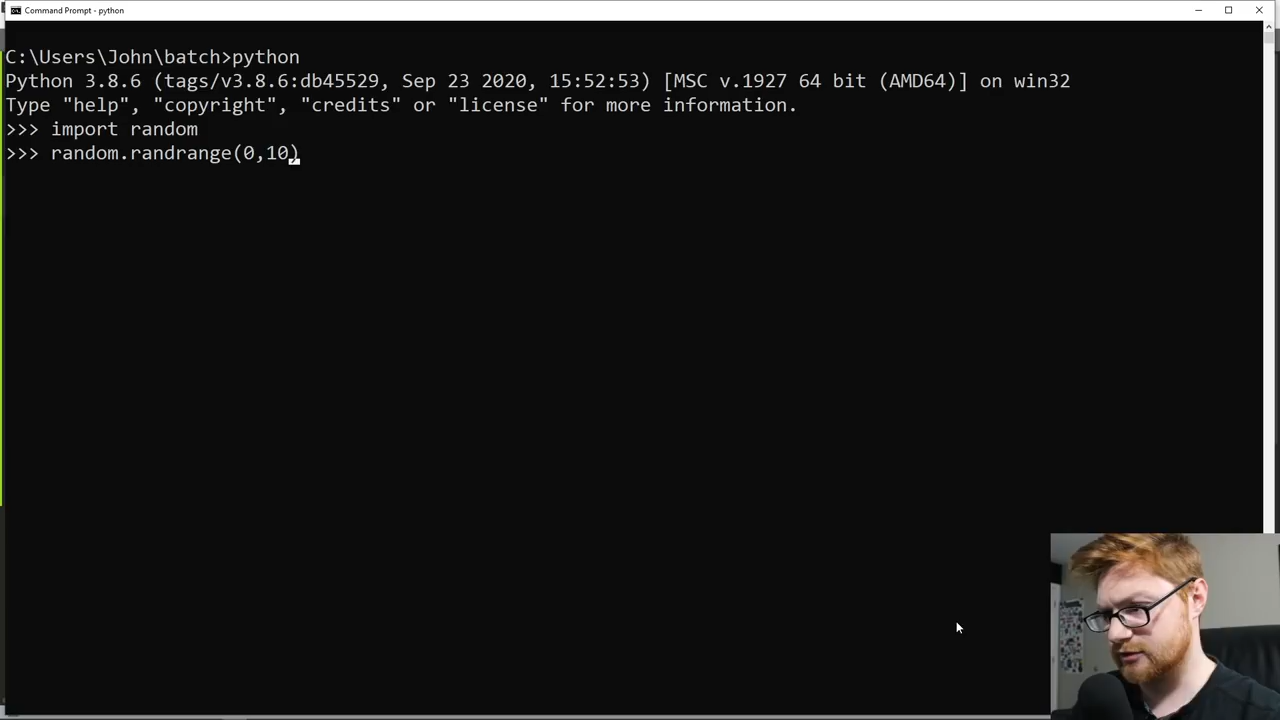 Command Prompt - python
C:\Users\John\batch>python
Python 3.8.6 (tags/v3.8.6:db45529, Sep 23 2020, 15:52:53) [MSC v.1927 64 bit (AMD64)] on win32
Type "help", "copyright", "credits" or "license" for more information.
>>> import random
>>> random.randrange(0,10)